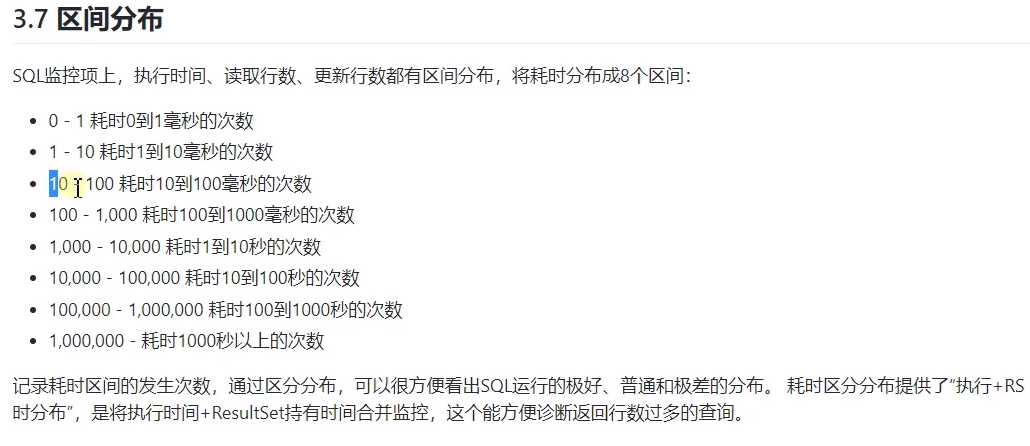 3.7 区间分布
SQL监控项上，执行时间、读取行数、更新行数都有区间分布，将耗时分布成8个区间：
• 0 - 1 耗时0到1毫秒的次数
• 1 - 10 耗时1到10毫秒的次数
• 10 - 100 耗时10到100毫秒的次数
• 100 - 1,000 耗时100到1000毫秒的次数
• 1,000 - 10,000 耗时1到10秒的次数
• 10,000 - 100,000 耗时10到100秒的次数
• 100,000 - 1,000,000 耗时100到1000秒的次数
• 1,000,000 - 耗时1000秒以上的次数
记录耗时区间的发生次数，通过区分分布，可以很方便看出SQL运行的极好、普通和极差的分布。 耗时区分分布提供了“执行+RS
时分布”，是将执行时间+ResultSet持有时间合并监控，这个能方便诊断返回行数过多的查询。